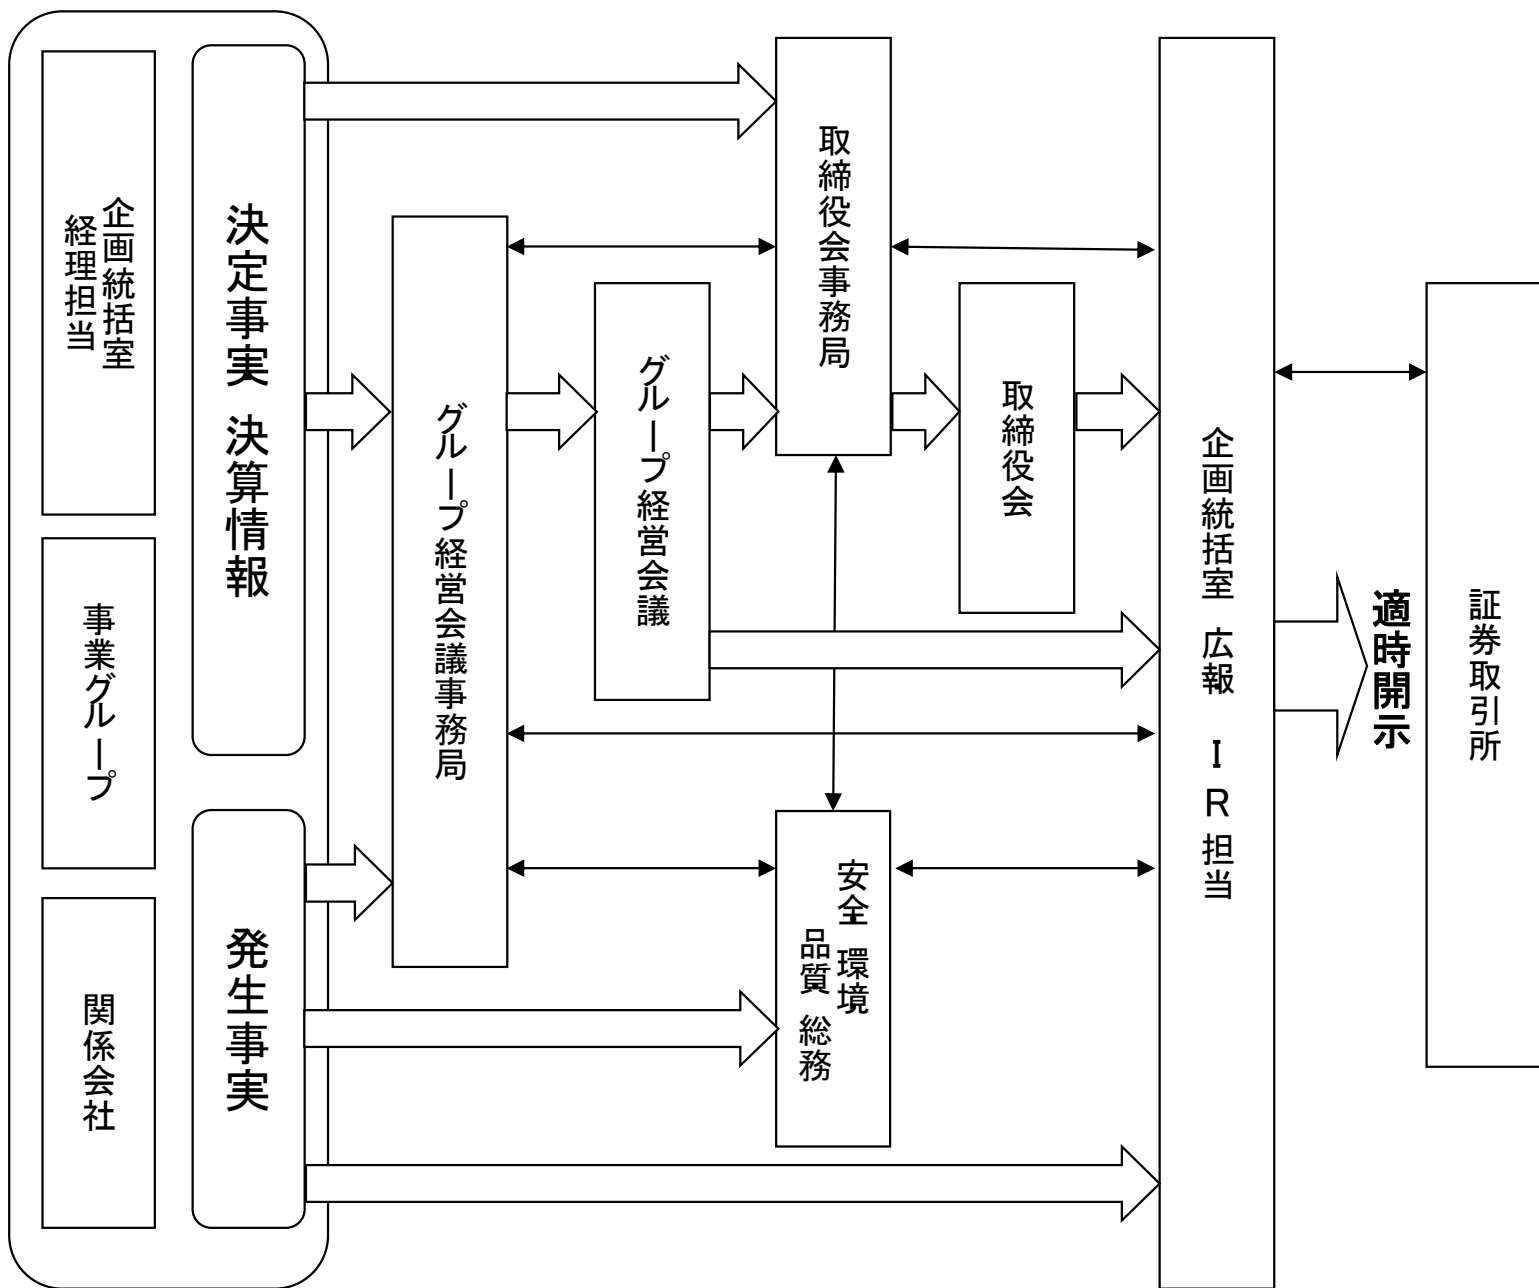 企画統括室
経理担当
事業グループ
関係会社
決定事実 決算情報
発生事実
グループ経営会議事務局
グループ経営会議
取締役会事務局
取締役会
安全・環境
品質・総務
企画統括室 広報 IR担当
適時開示
証券取引所